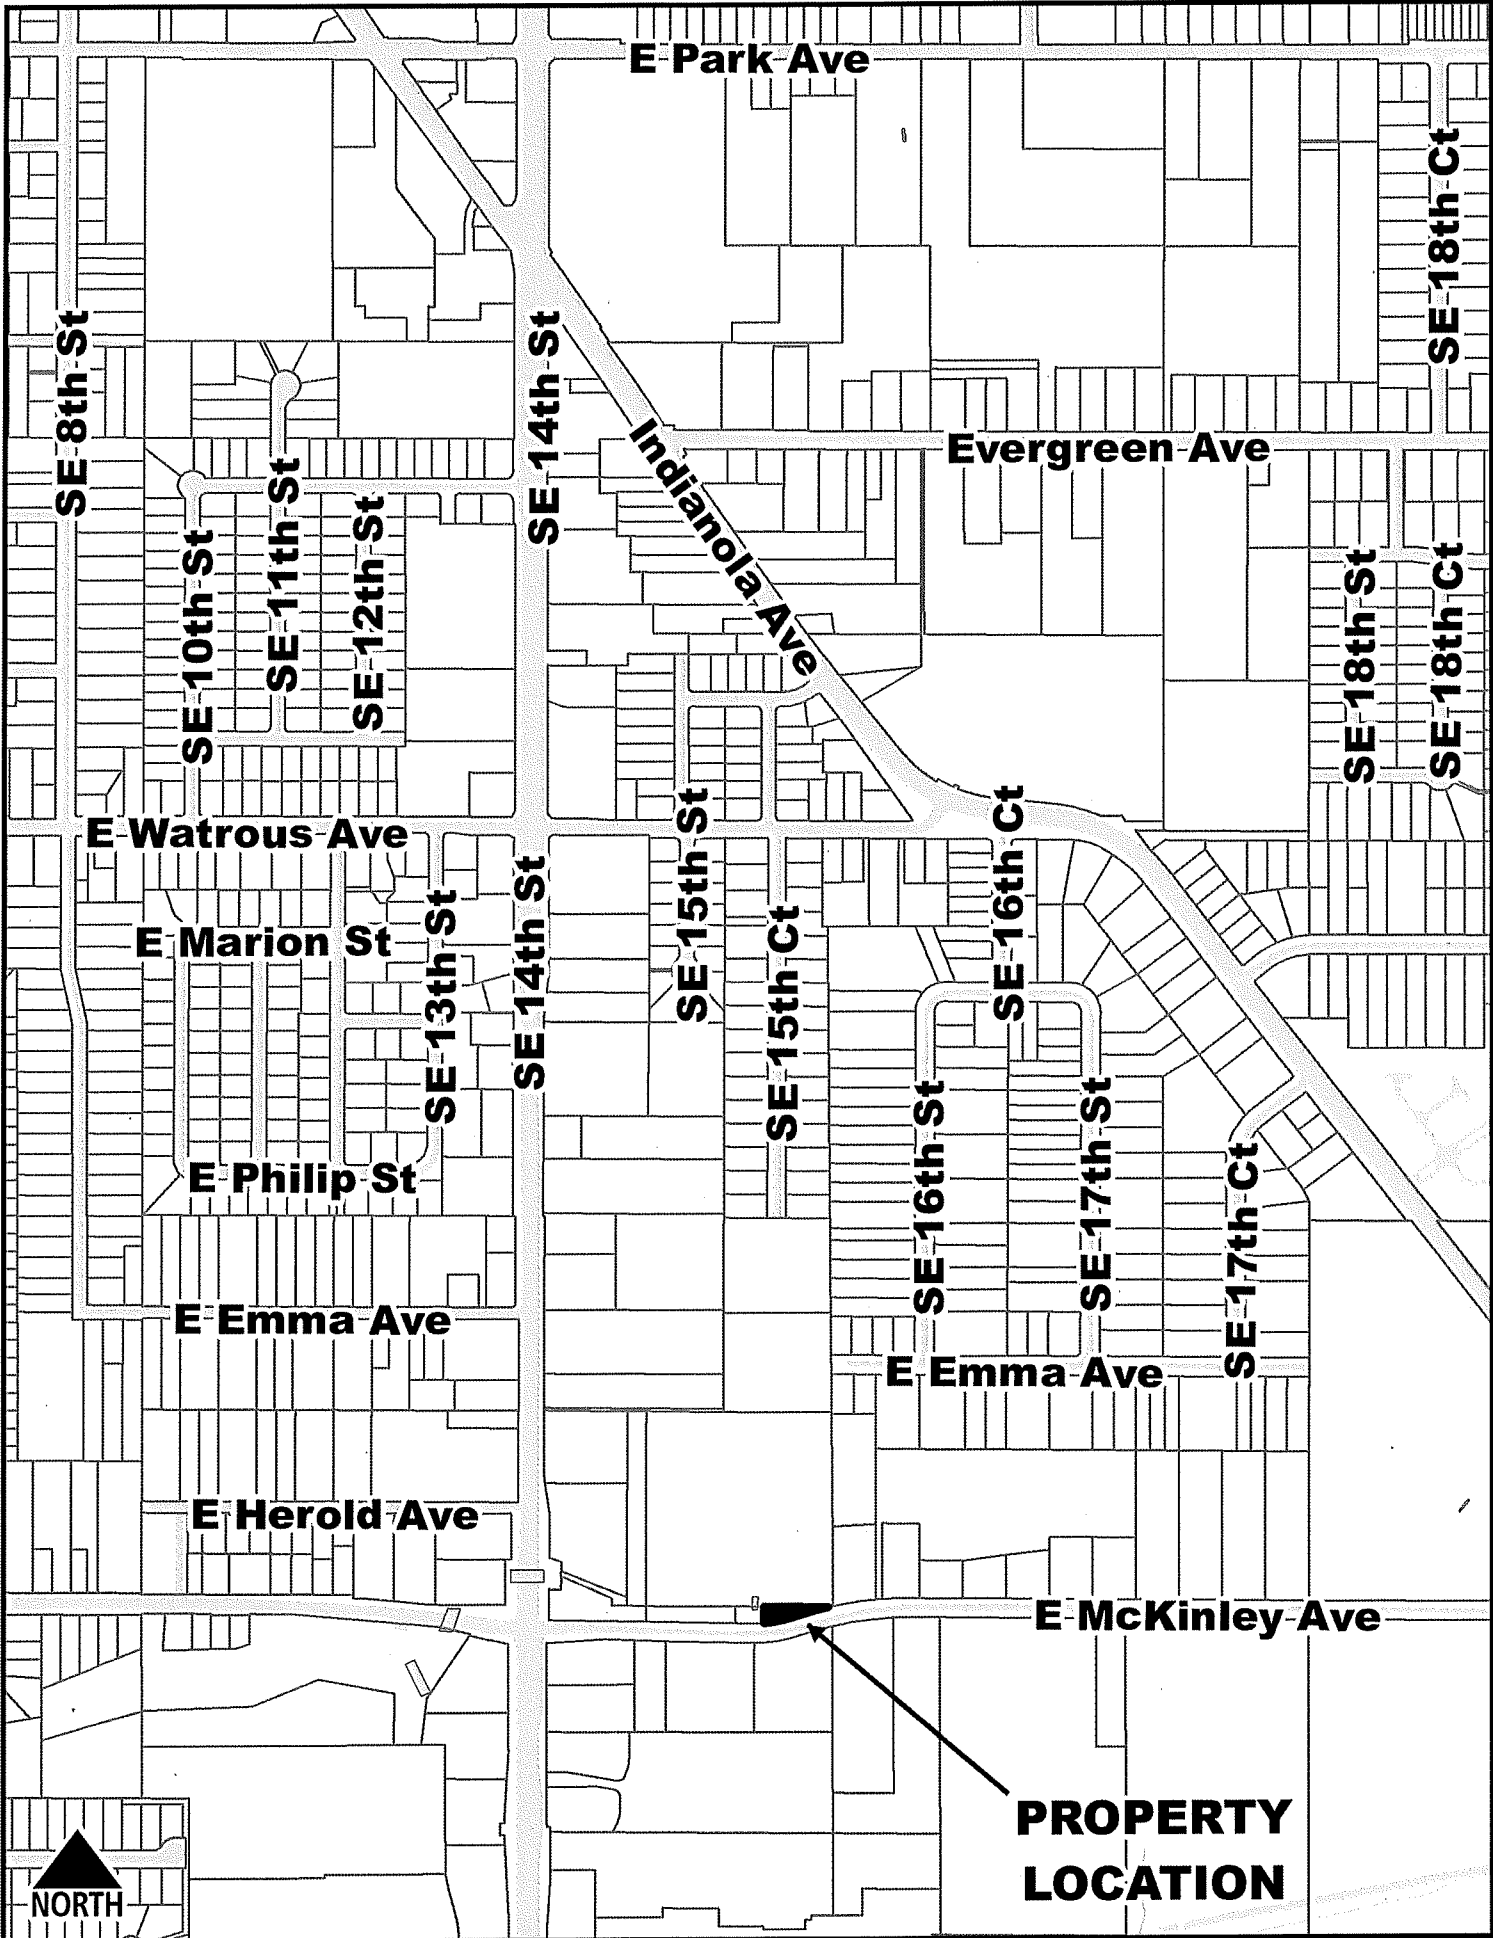 E Park Ave
SE 18th Ct
SE 8th St
SE 14th St
Indianola Ave
Evergreen Ave
SE 10th St
SE 11th St
SE 12th St
SE 18th St
SE 18th Ct
E Watrous Ave
SE 15th St
SE 16th Ct
E Marion St
SE 13th St
SE 14th St
SE 15th Ct
E Philip St
SE 16th St
SE 17th St
SE 17th Ct
E Emma Ave
E Emma Ave
E Herold Ave
E McKinley Ave
PROPERTY
LOCATION
NORTH